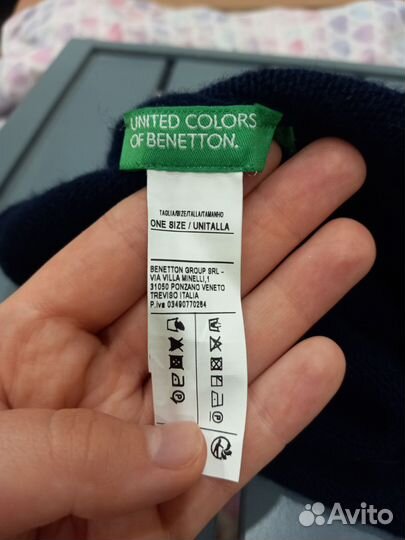 UNITED COLORS
OF BENETTON.
TAGLIA/SIZE/TALLA/TAMANHO
ONE SIZE / UNITALLA
BENETTON GROUP SRL -
VIA VILLA MINELLI,1
31050 PONZANO VENETO
TREVISO ITALIA
P.iva 03490770264
Avito